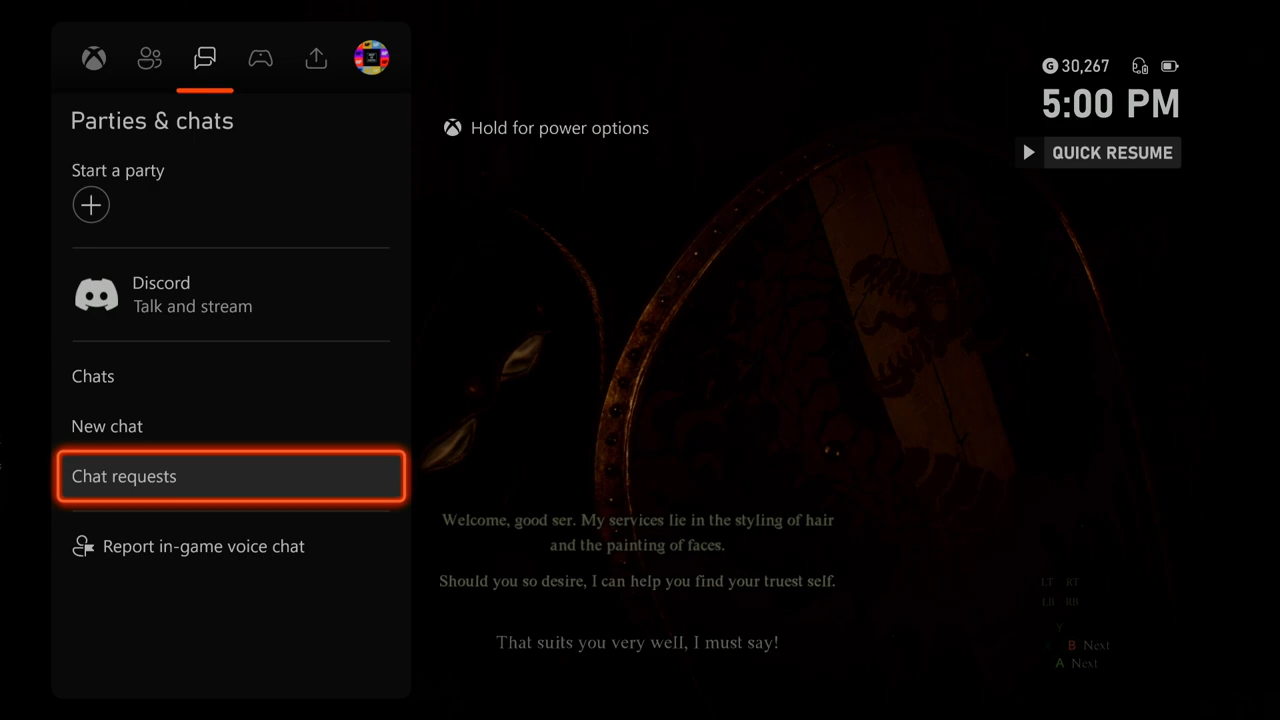 Parties & chats
Start a party
Discord
Talk and stream
Chats
New chat
Chat requests
Report in-game voice chat
Hold for power options
G 30,267
5:00 PM
QUICK RESUME
Welcome, good ser. My services lie in the styling of hair
and the painting of faces.
Should you so desire, I can help you find your truest self.
That suits you very well, I must say!
LT RT
LB RB
Y
B Next
A Next